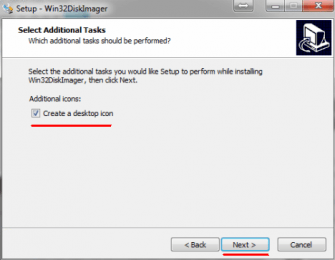 Setup - Win32DiskImager
Select Additional Tasks
Which additional tasks should be performed?
Select the additional tasks you would like Setup to perform while installing
Win32DiskImager, then click Next.
Additional icons:
Create a desktop icon
< Back
Next >
Cancel